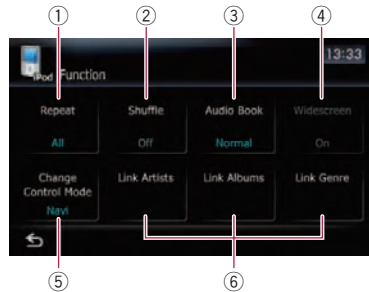 ① ② ③ ④
13:33
iPod Function
Repeat Shuffle Audio Book Widescreen
All Off Normal On
Change Control Mode Link Artists Link Albums Link Genre
Navi
⑤ ⑥